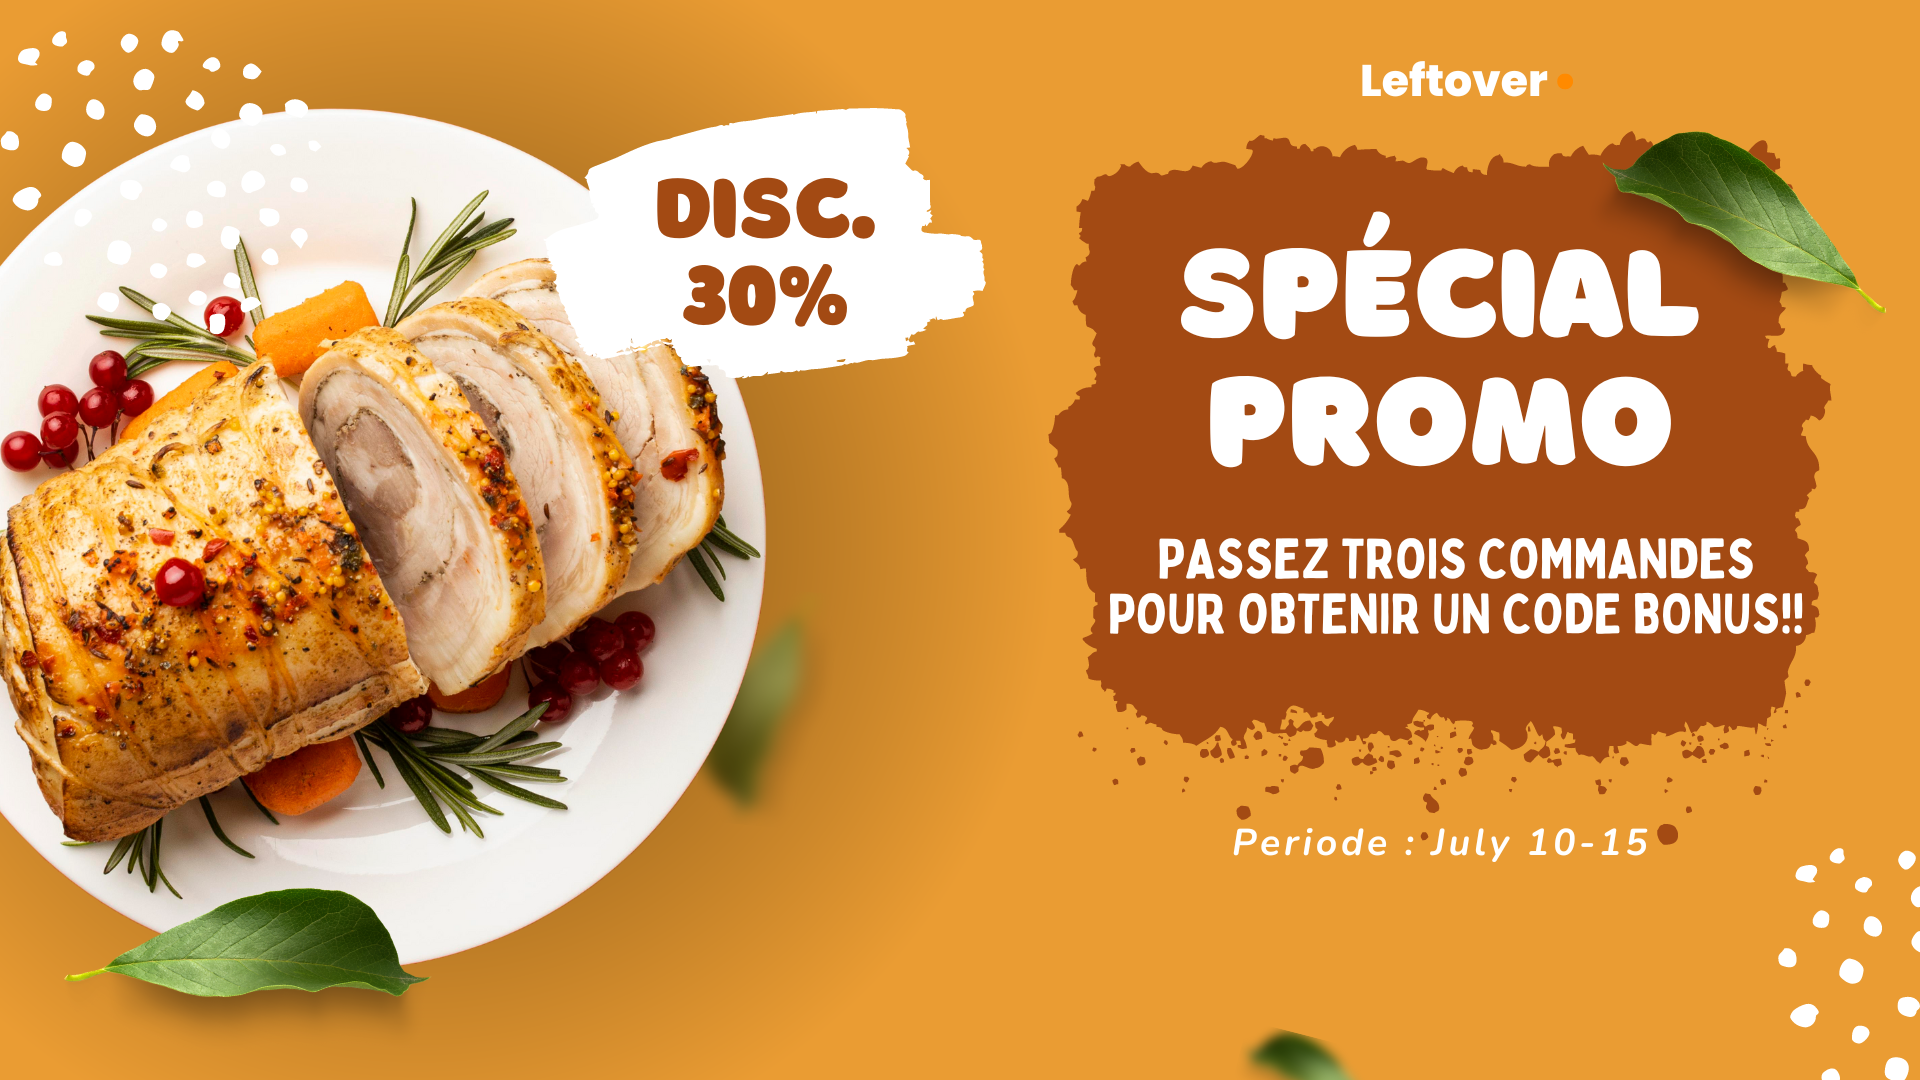 Leftover
DISC.
30%
SPÉCIAL
PROMO
PASSEZ TROIS COMMANDES
POUR OBTENIR UN CODE BONUS!!
Periode : July 10-15